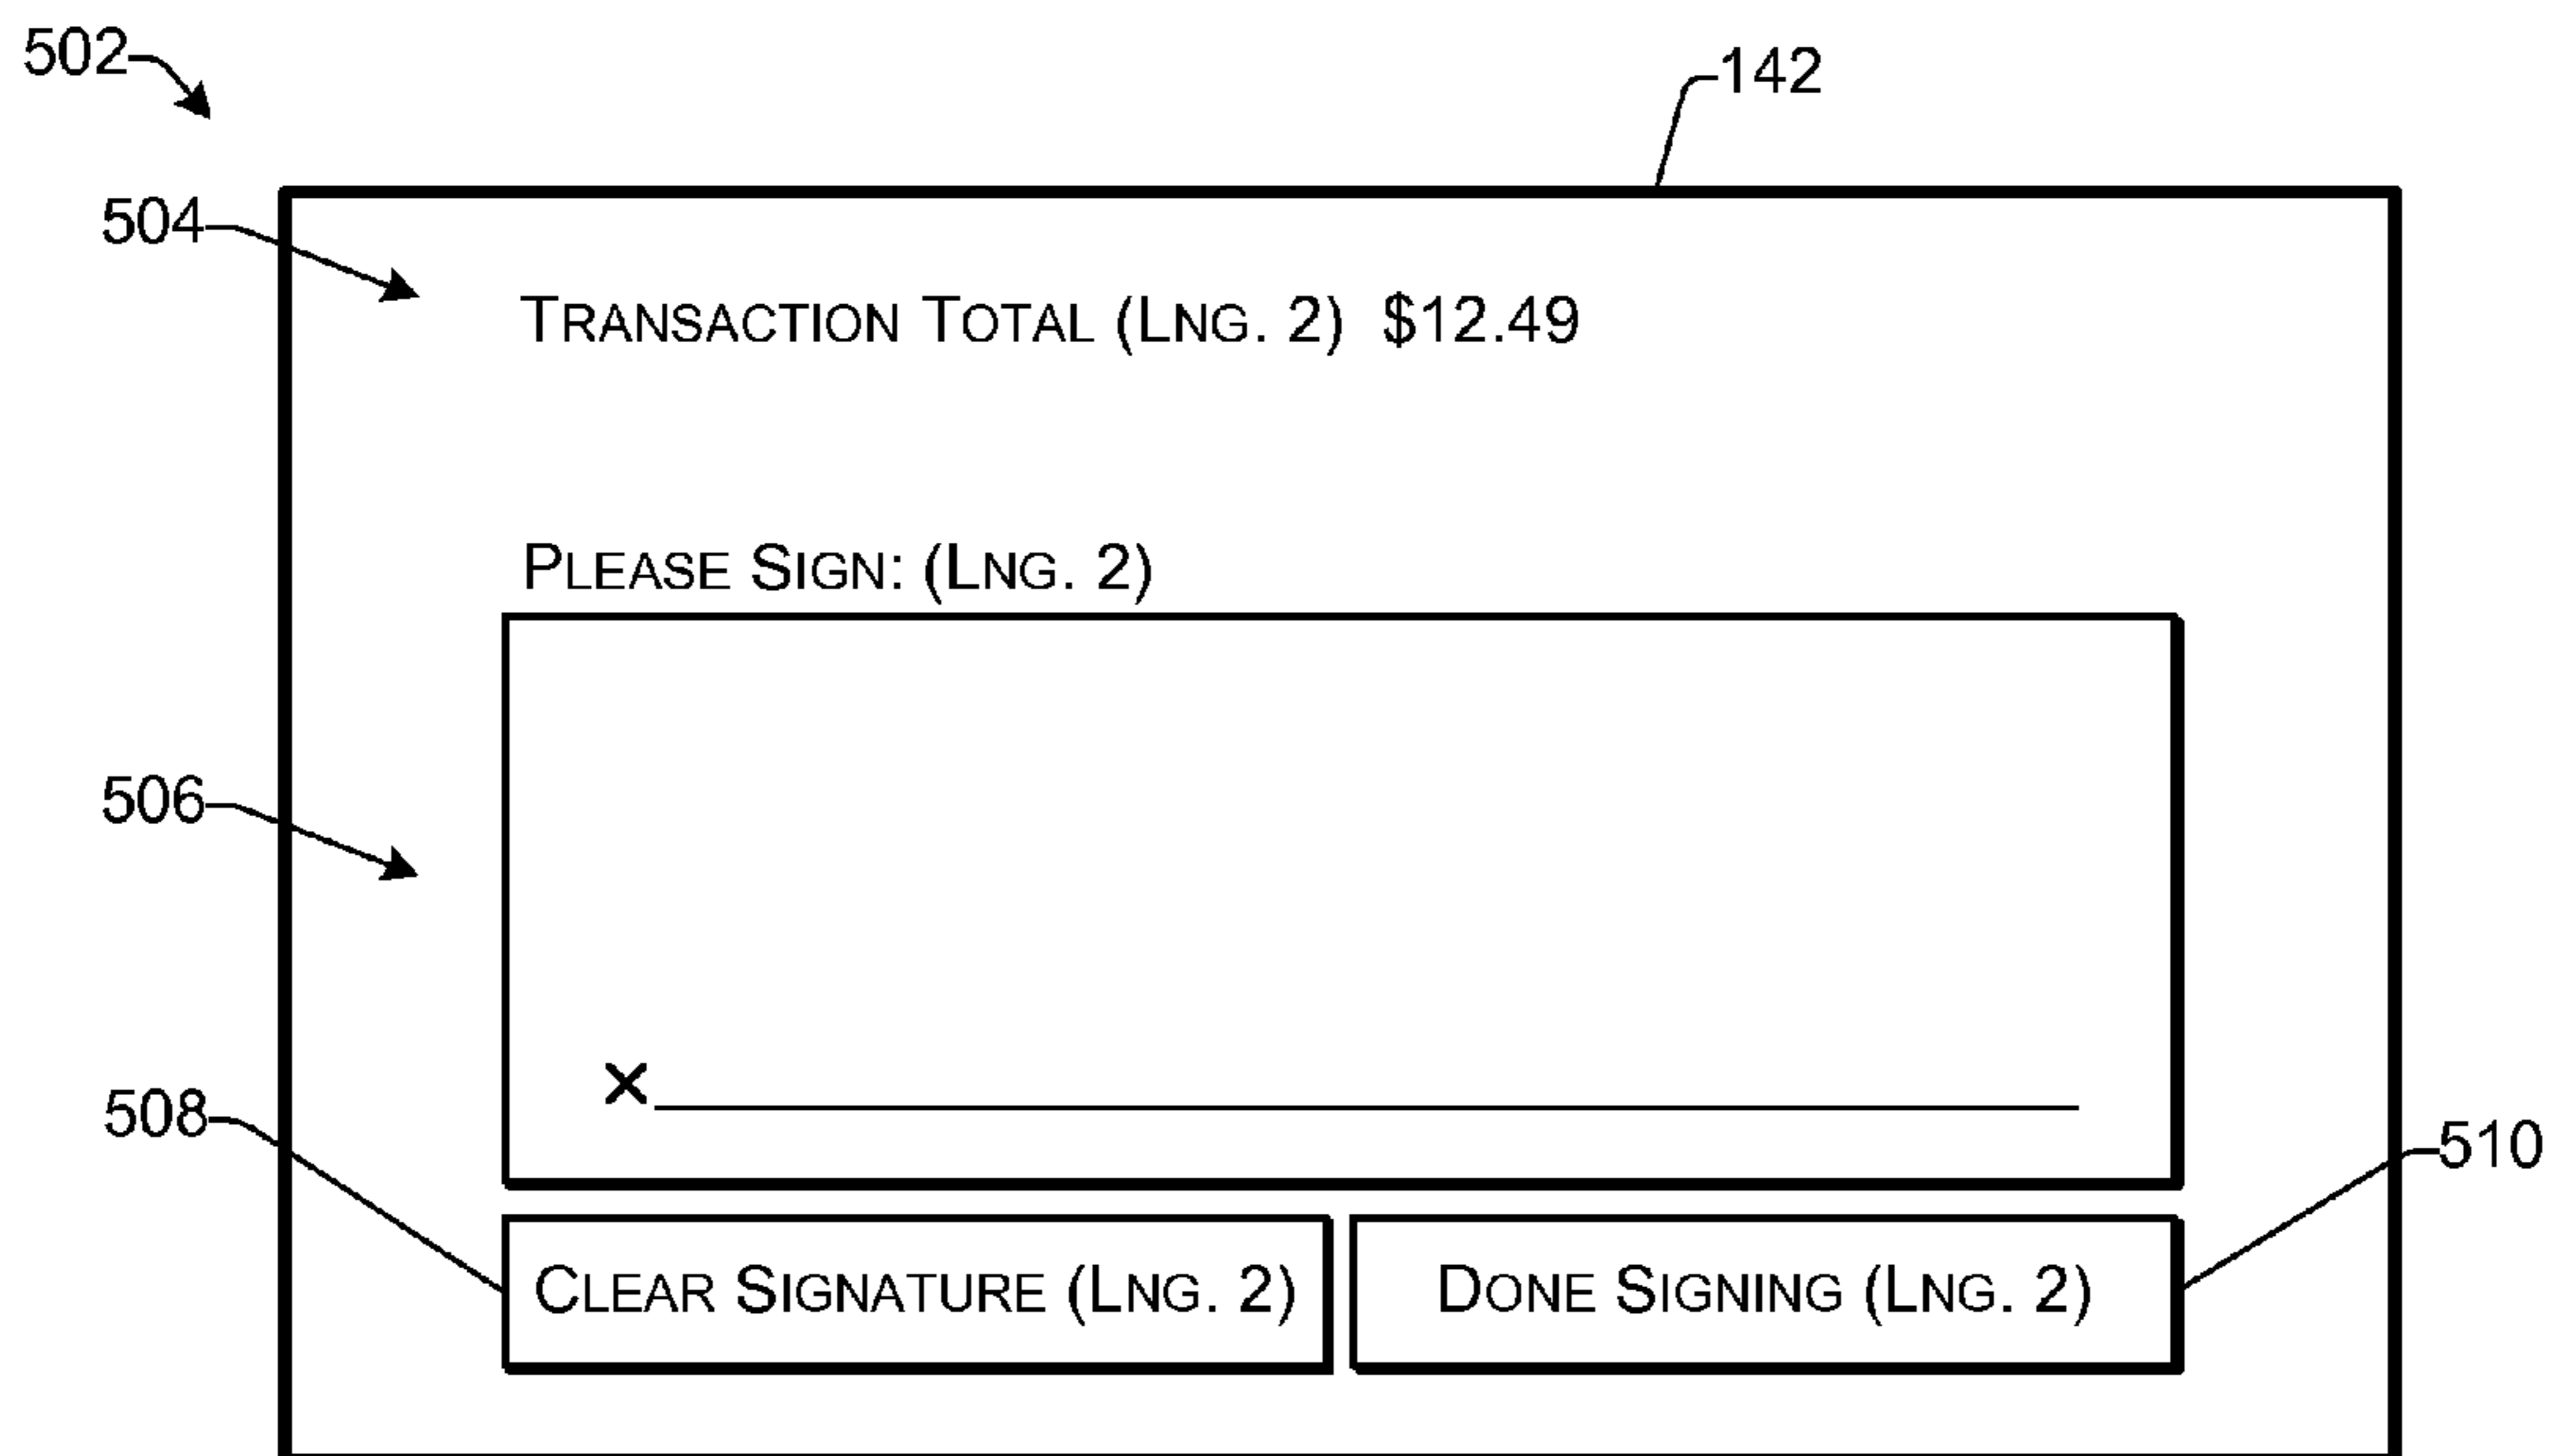 502
142
504
TRANSACTION TOTAL (LNG. 2) $12.49
PLEASE SIGN: (LNG. 2)
506
×
508
510
CLEAR SIGNATURE (LNG. 2)
DONE SIGNING (LNG. 2)